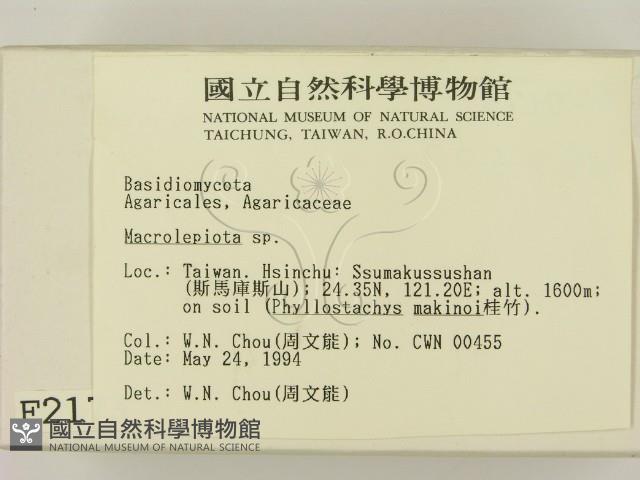 國立自然科學博物館
NATIONAL MUSEUM OF NATURAL SCIENCE
TAICHUNG, TAIWAN, R.O.CHINA
Basidiomycota
Agaricales, Agaricaceae
Macrolepiota sp.
Loc.: Taiwan. Hsinchu: Ssumakussushan
(斯馬庫斯山); 24.35N, 121.20E; alt. 1600m;
on soil (Phyllostachys makinoi桂竹).
Col.: W.N. Chou(周文能); No. CWN 00455
Date: May 24, 1994
Det.: W.N. Chou(周文能)
國立自然科學博物館
NATIONAL MUSEUM OF NATURAL SCIENCE